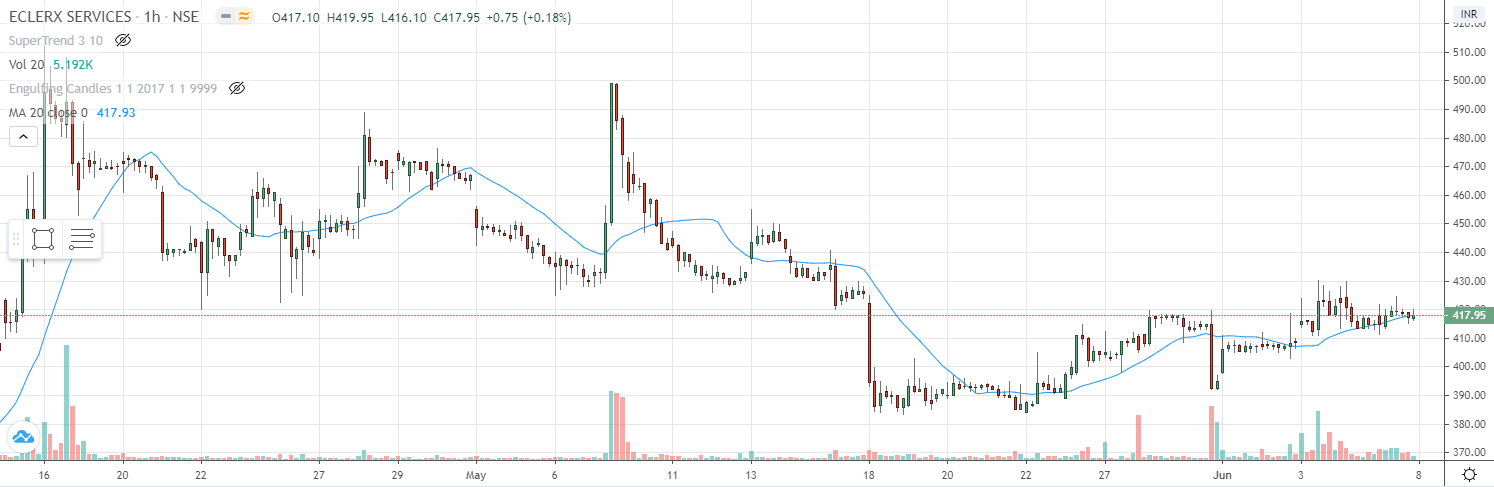 ECLERX SERVICES · 1h · NSE O417.10 H419.95 L416.10 C417.95 +0.75 (+0.18%)
INR
SuperTrend 3 10
Vol 20 5.192K
Engulfing Candles 1 1 2017 1 1 9999
MA 20 close 0 417.93
520.00
510.00
500.00
490.00
480.00
470.00
460.00
450.00
440.00
430.00
420.00
417.95
410.00
400.00
390.00
380.00
370.00
16 20 22 27 29 May 6 11 13 18 20 22 27 Jun 3 8